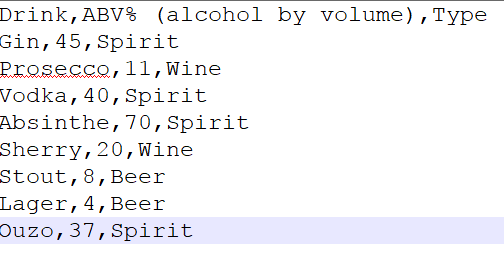 Drink,ABV% (alcohol by volume),Type
Gin,45,Spirit
Prosecco,11,Wine
Vodka,40,Spirit
Absinthe,70,Spirit
Sherry,20,Wine
Stout,8,Beer
Lager,4,Beer
Ouzo,37,Spirit